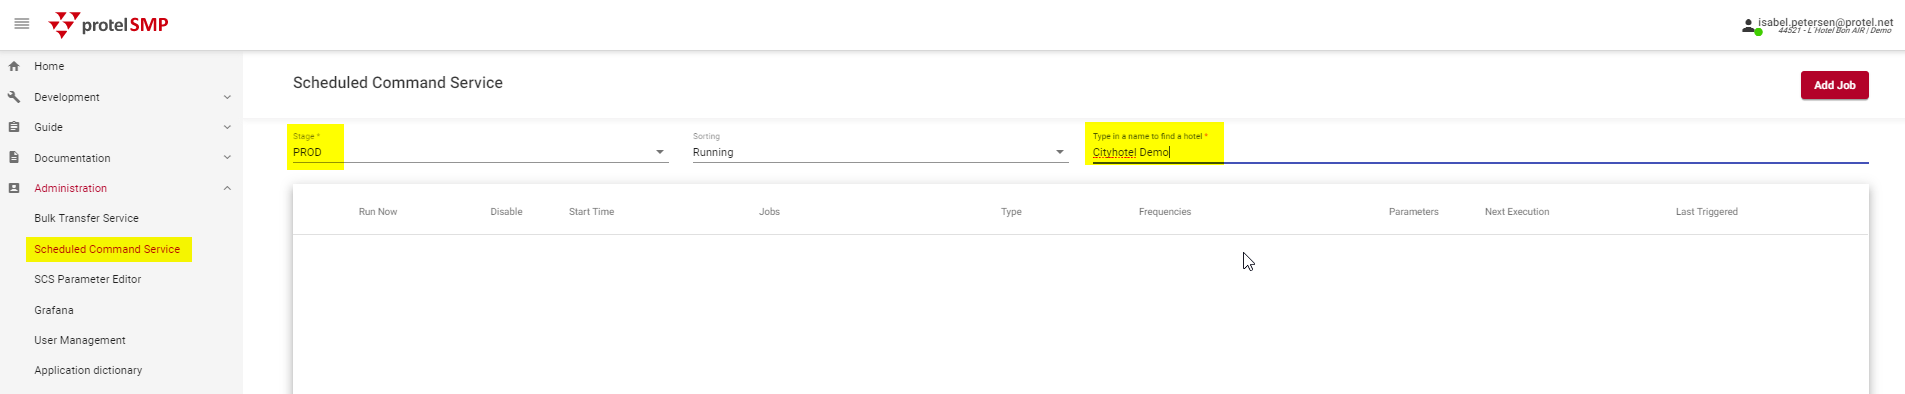 protel SMP
isabel.petersen@protel.net
44521 - L´Hotel Bon AIR | Demo
Home
Development
Guide
Documentation
Administration
Bulk Transfer Service
Scheduled Command Service
SCS Parameter Editor
Grafana
User Management
Application dictionary
Scheduled Command Service
Add Job
Stage *
PROD
Sorting
Running
Type in a name to find a hotel *
Cityhotel Demo
Run Now Disable Start Time Jobs Type Frequencies Parameters Next Execution Last Triggered